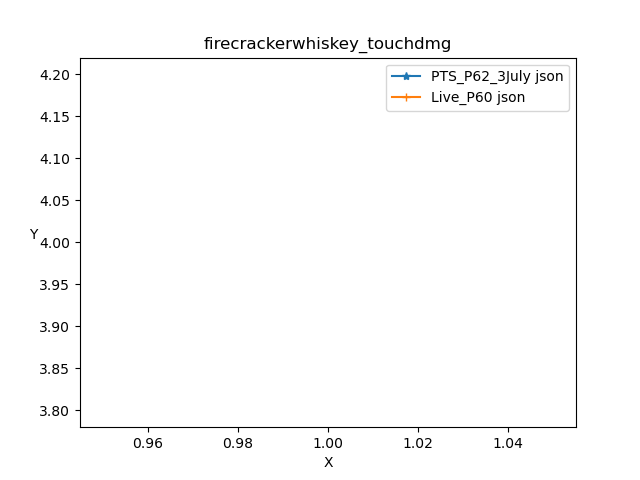 firecrackerwhiskey_touchdmg
PTS_P62_3July json
Live_P60 json
4.20
4.15
4.10
4.05
Y
4.00
3.95
3.90
3.85
3.80
0.96 0.98 1.00 1.02 1.04
X